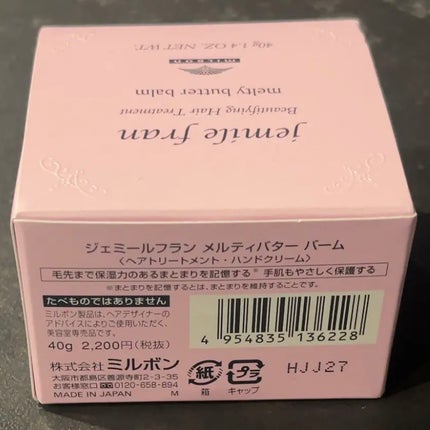 jemile fran
Beautifying Hair Treatment
melty butter balm
MILBON
40g 1.4 OZ. NET WT.
ジェミールフラン メルティバター バーム
〈ヘアトリートメント・ハンドクリーム〉
毛先まで保湿力のあるまとまりを記憶する※ 手肌もやさしく保護する
※まとまりを記憶するとは、まとまりを維持することです。
たべものではありません
ミルボン製品は、ヘアデザイナーの
アドバイスによりご使用いただく、
美容室専売品です。
40g 2,200円(税抜)
株式会社 ミルボン
大阪市都島区善源寺町2-3-35
お客様窓口 0120-658-894
MADE IN JAPAN M
4 954835 136228
紙
箱
プラ
キャップ
HJJ27